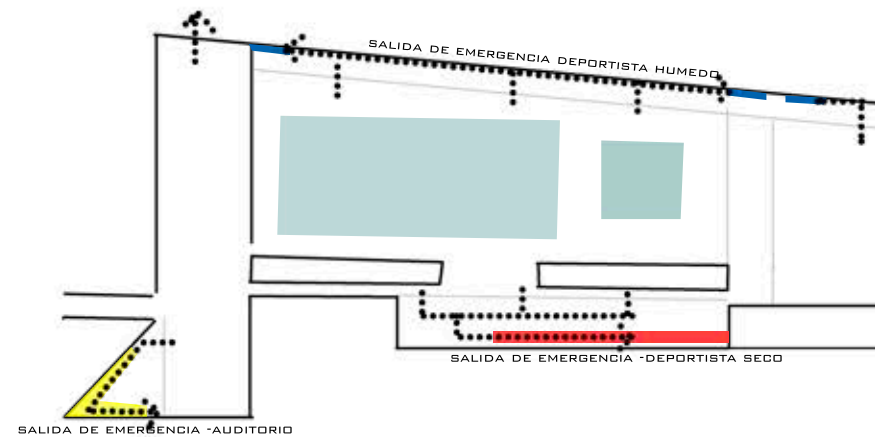 SALIDA DE EMERGENCIA DEPORTISTA HUMEDO
SALIDA DE EMERGENCIA -DEPORTISTA SECO
SALIDA DE EMERGENCIA -AUDITORIO